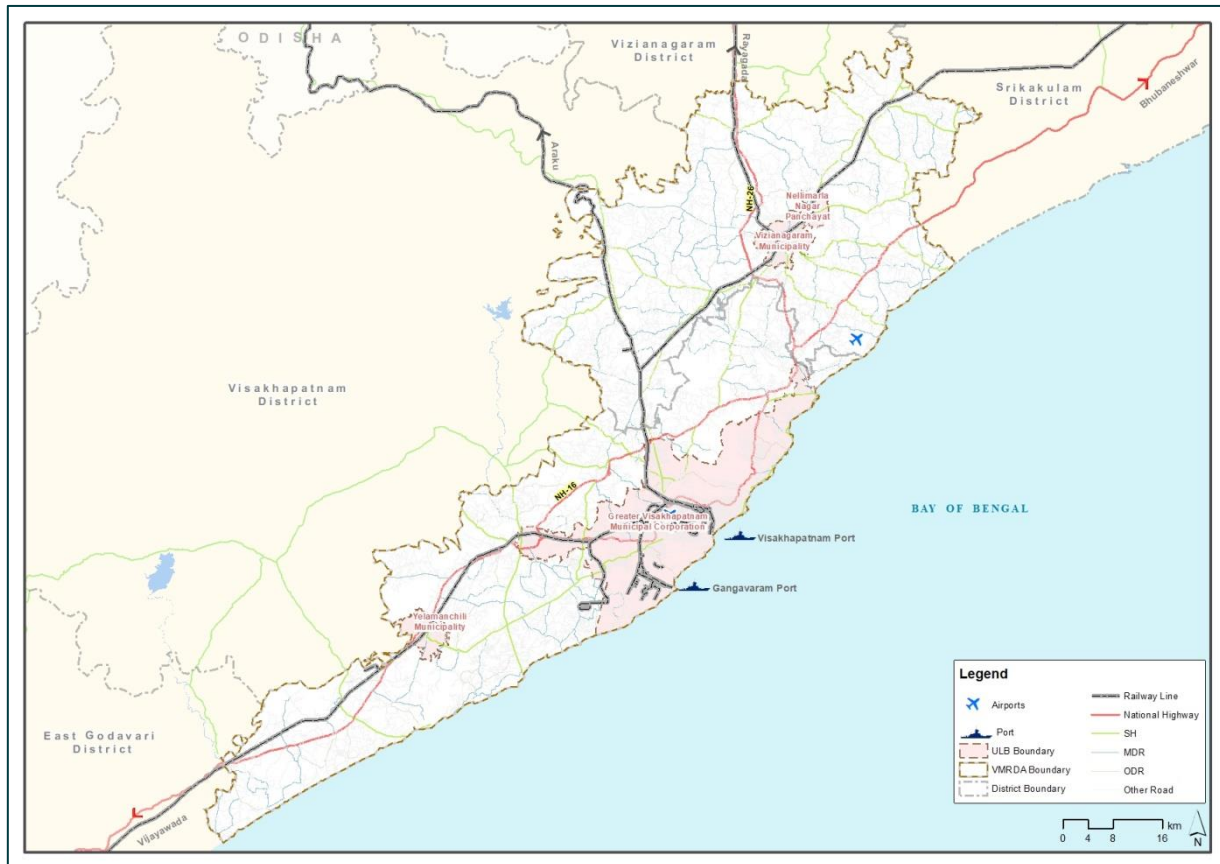 ODISHA
Vizianagaram
District
Rayagada
Srikakulam
District
Bhubaneshwar
Araku
NH-26
Nellimarla
Nagar
Panchayat
Vizianagaram
Municipality
Visakhapatnam
District
NH-16
BAY OF BENGAL
Greater Visakhapatnam
Municipal Corporation
Visakhapatnam Port
Gangavaram Port
Yelamanchili
Municipality
East Godavari
District
Vijayawada
Legend
Airports
Port
ULB Boundary
VMRDA Boundary
District Boundary
Railway Line
National Highway
SH
MDR
ODR
Other Road
0 4 8 16 km
N